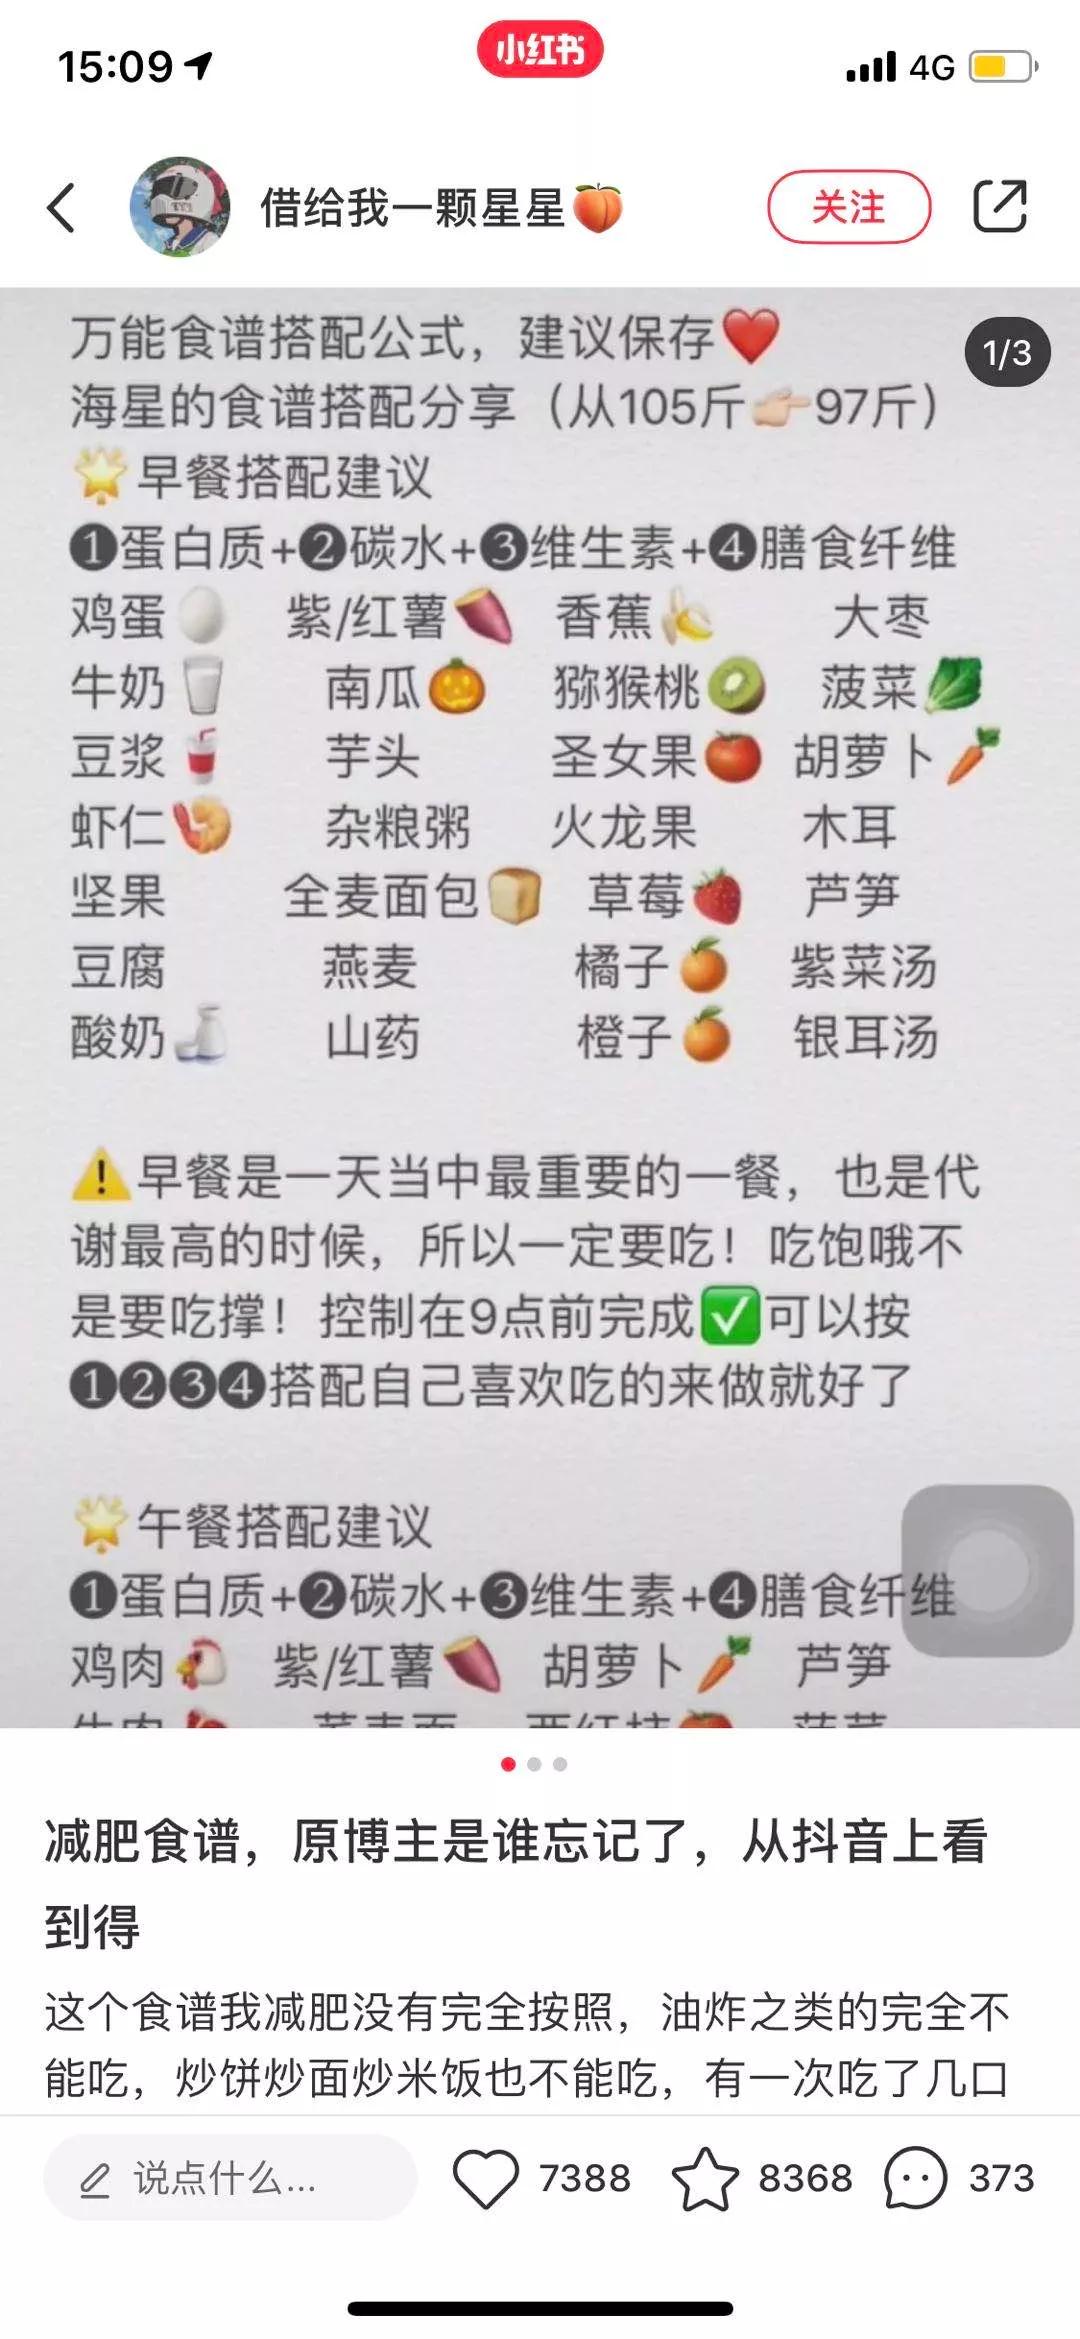 15:09
小红书
4G
借给我一颗星星🍑
关注
万能食谱搭配公式，建议保存❤️
1/3
海星的食谱搭配分享（从105斤👉🏻97斤）
🌟早餐搭配建议
❶蛋白质+❷碳水+❸维生素+❹膳食纤维
鸡蛋🥚 紫/红薯🍠 香蕉🍌 大枣
牛奶🥛 南瓜🎃 猕猴桃🥝 菠菜🥬
豆浆🥤 芋头 圣女果🍅 胡萝卜🥕
虾仁🍤 杂粮粥 火龙果 木耳
坚果 全麦面包🍞 草莓🍓 芦笋
豆腐 燕麦 橘子🍊 紫菜汤
酸奶🍶 山药 橙子🍊 银耳汤
⚠️早餐是一天当中最重要的一餐，也是代
谢最高的时候，所以一定要吃！吃饱哦不
是要吃撑！控制在9点前完成✅可以按
❶❷❸❹搭配自己喜欢吃的来做就好了
🌟午餐搭配建议
❶蛋白质+❷碳水+❸维生素+❹膳食纤维
鸡肉🐔 紫/红薯🍠 胡萝卜🥕 芦笋
牛肉🥩 荞麦面 西红柿🍅 菠菜
减肥食谱，原博主是谁忘记了，从抖音上看
到得
这个食谱我减肥没有完全按照，油炸之类的完全不
能吃，炒饼炒面炒米饭也不能吃，有一次吃了几口
说点什么...
7388
8368
373